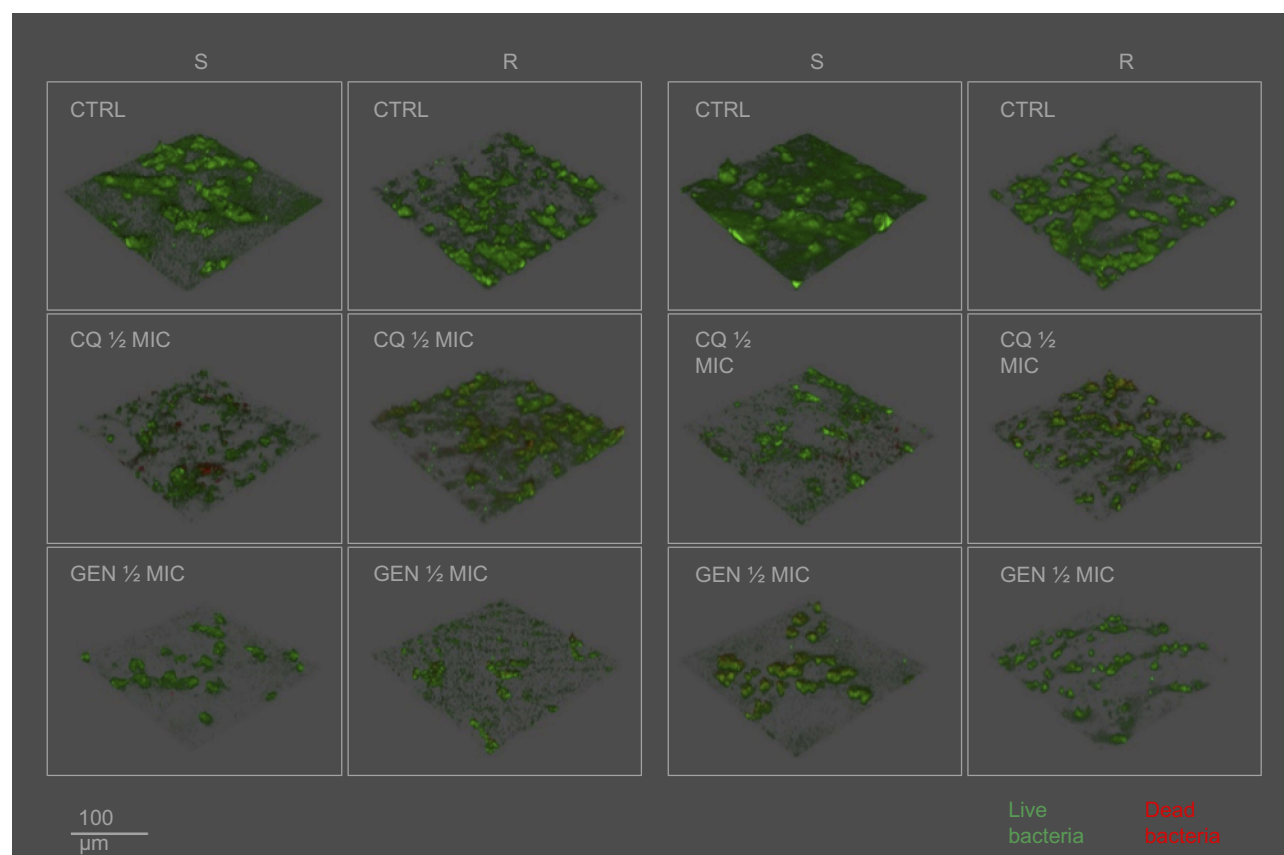 S R S R
CTRL CTRL CTRL CTRL
CQ ½ MIC CQ ½ MIC CQ ½ CQ ½
MIC MIC
GEN ½ MIC GEN ½ MIC GEN ½ MIC GEN ½ MIC
100
µm
Live Dead
bacteria bacteria